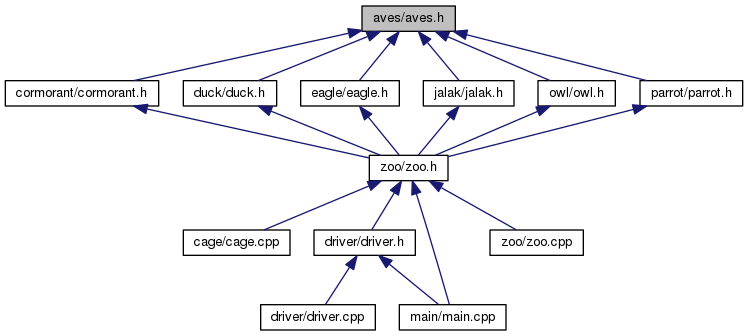 aves/aves.h
cormorant/cormorant.h
duck/duck.h
eagle/eagle.h
jalak/jalak.h
owl/owl.h
parrot/parrot.h
zoo/zoo.h
cage/cage.cpp
driver/driver.h
zoo/zoo.cpp
driver/driver.cpp
main/main.cpp